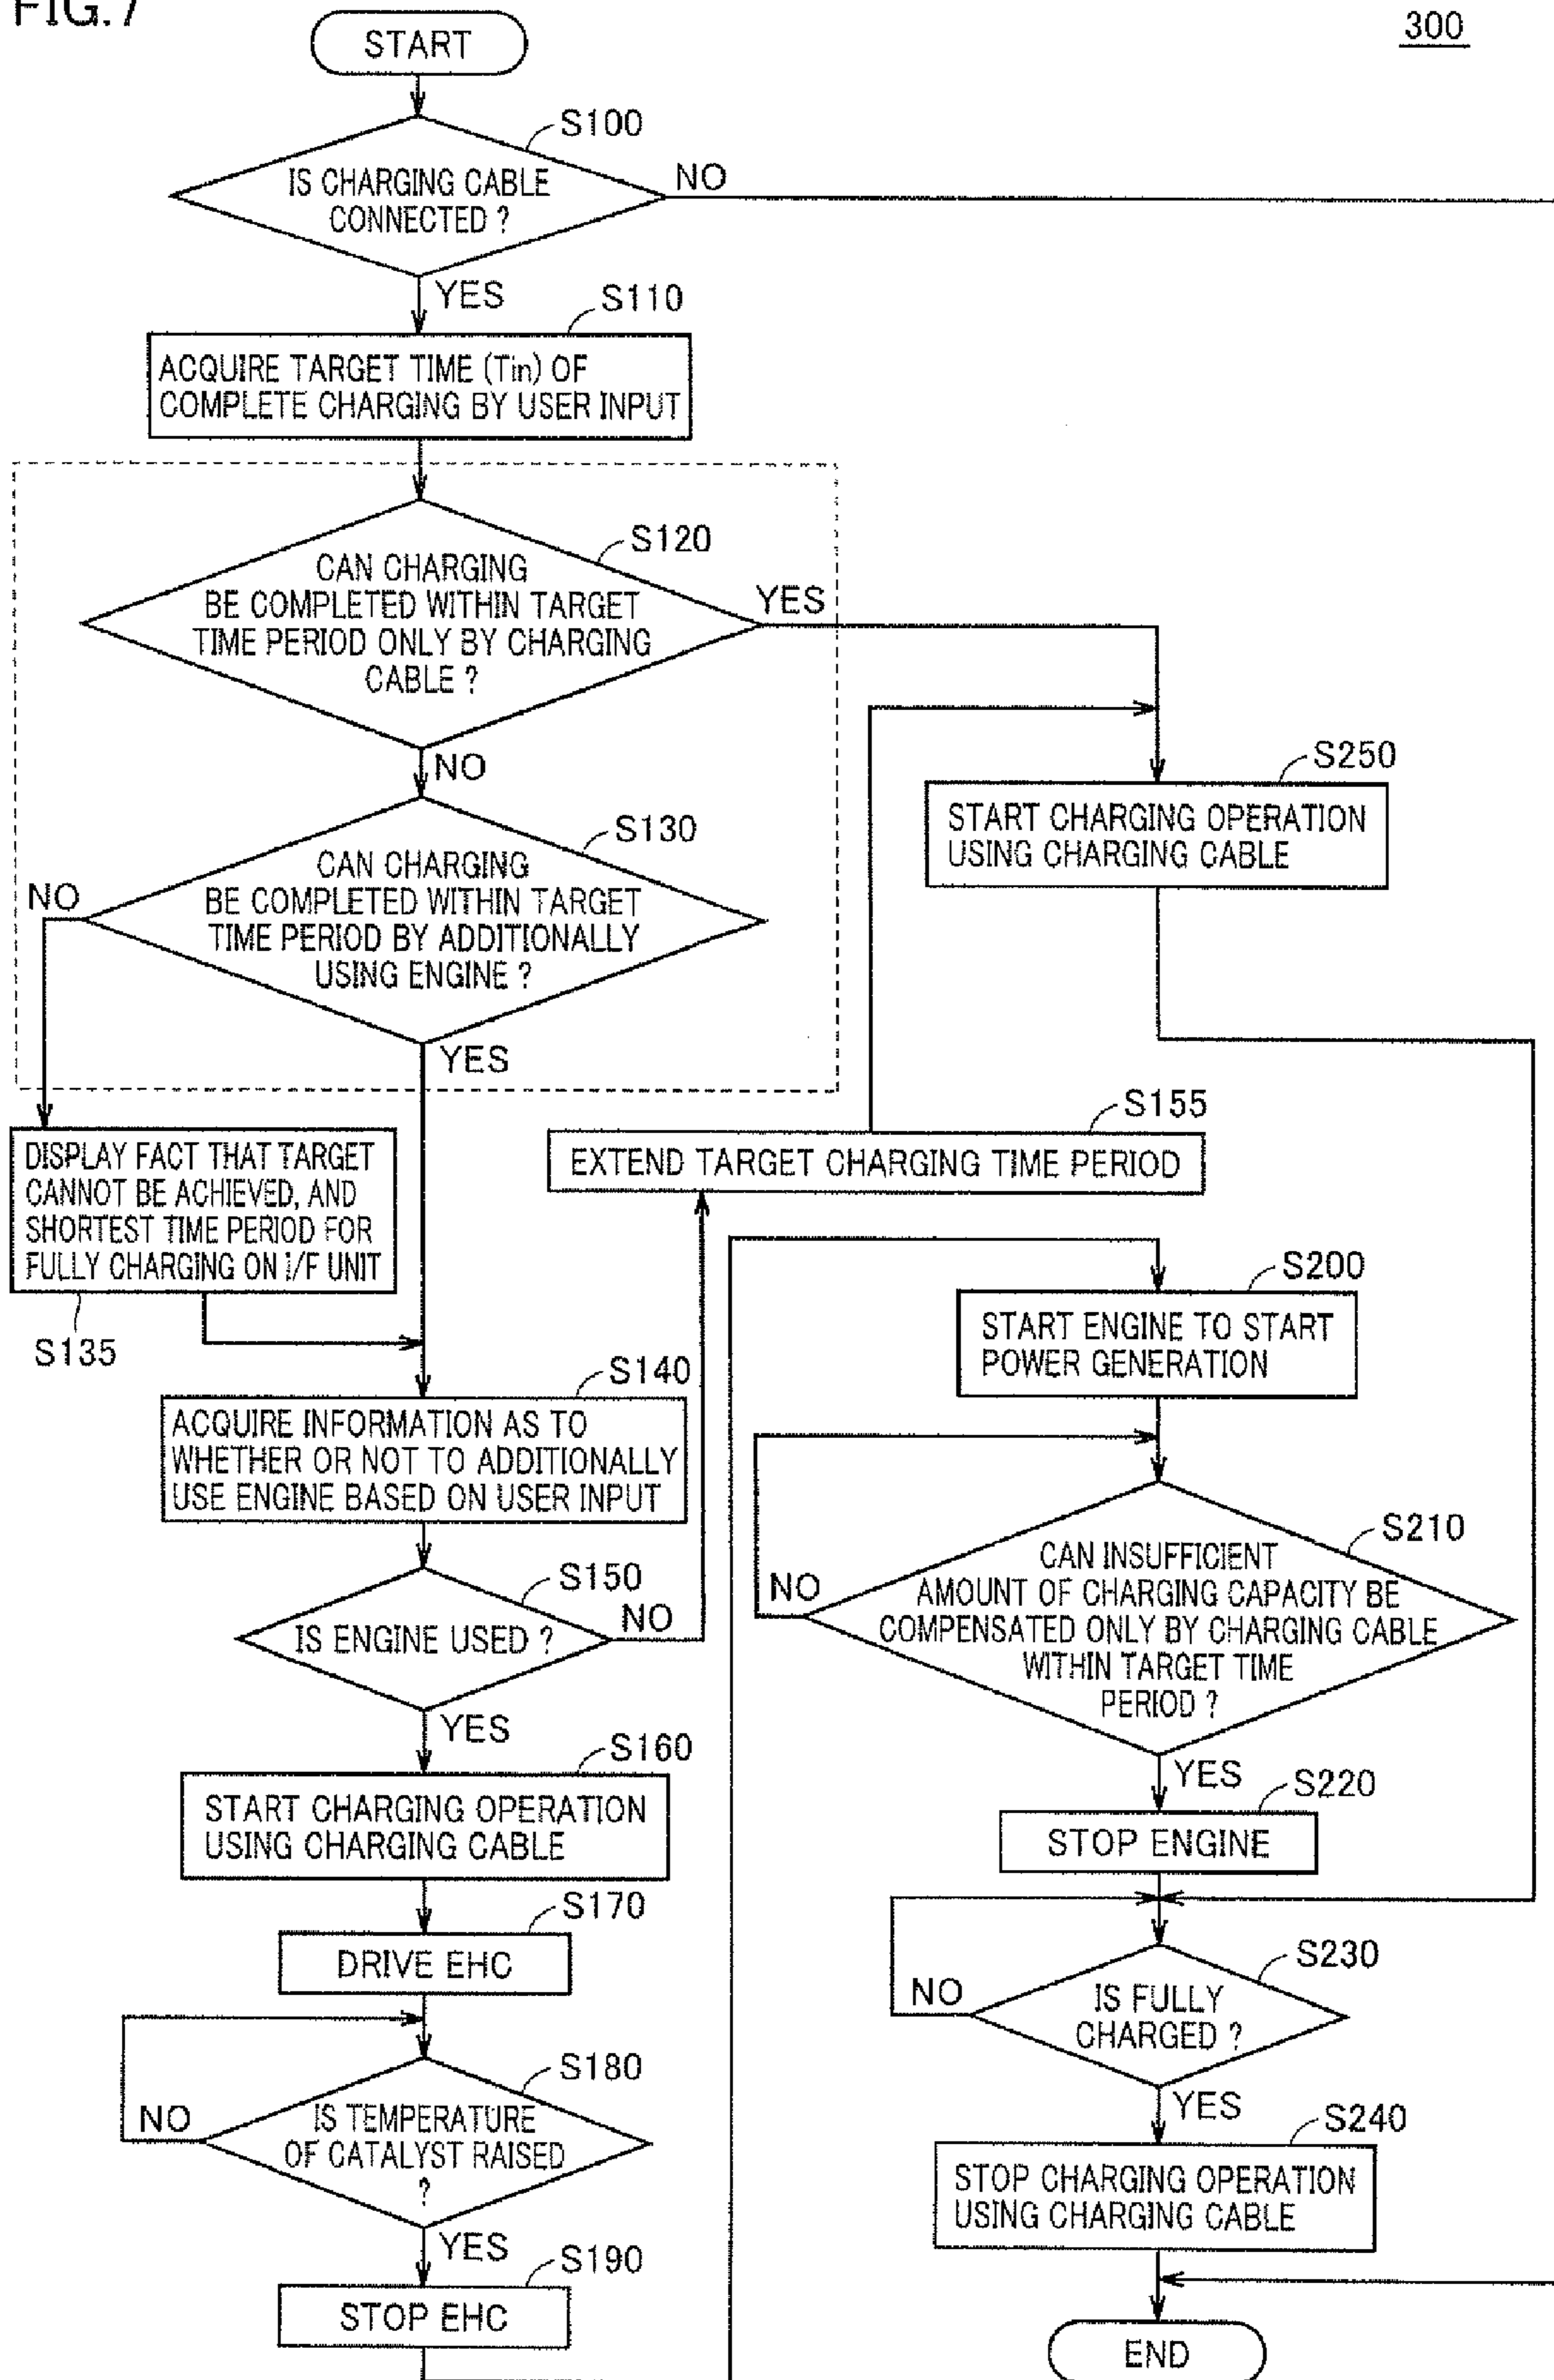 FIG.7
300
START
S100
IS CHARGING CABLE
CONNECTED ?
NO
YES
S110
ACQUIRE TARGET TIME (Tin) OF
COMPLETE CHARGING BY USER INPUT
S120
CAN CHARGING
BE COMPLETED WITHIN TARGET
TIME PERIOD ONLY BY CHARGING
CABLE ?
YES
NO
S130
CAN CHARGING
BE COMPLETED WITHIN TARGET
TIME PERIOD BY ADDITIONALLY
USING ENGINE ?
NO
YES
DISPLAY FACT THAT TARGET
CANNOT BE ACHIEVED, AND
SHORTEST TIME PERIOD FOR
FULLY CHARGING ON I/F UNIT
S135
S140
ACQUIRE INFORMATION AS TO
WHETHER OR NOT TO ADDITIONALLY
USE ENGINE BASED ON USER INPUT
S150
IS ENGINE USED ?
NO
YES
S155
EXTEND TARGET CHARGING TIME PERIOD
S160
START CHARGING OPERATION
USING CHARGING CABLE
S170
DRIVE EHC
S180
IS TEMPERATURE
OF CATALYST RAISED
?
NO
YES
S190
STOP EHC
S250
START CHARGING OPERATION
USING CHARGING CABLE
S200
START ENGINE TO START
POWER GENERATION
S210
CAN INSUFFICIENT
AMOUNT OF CHARGING CAPACITY BE
COMPENSATED ONLY BY CHARGING CABLE
WITHIN TARGET TIME
PERIOD ?
NO
YES
S220
STOP ENGINE
S230
IS FULLY
CHARGED ?
NO
YES
S240
STOP CHARGING OPERATION
USING CHARGING CABLE
END